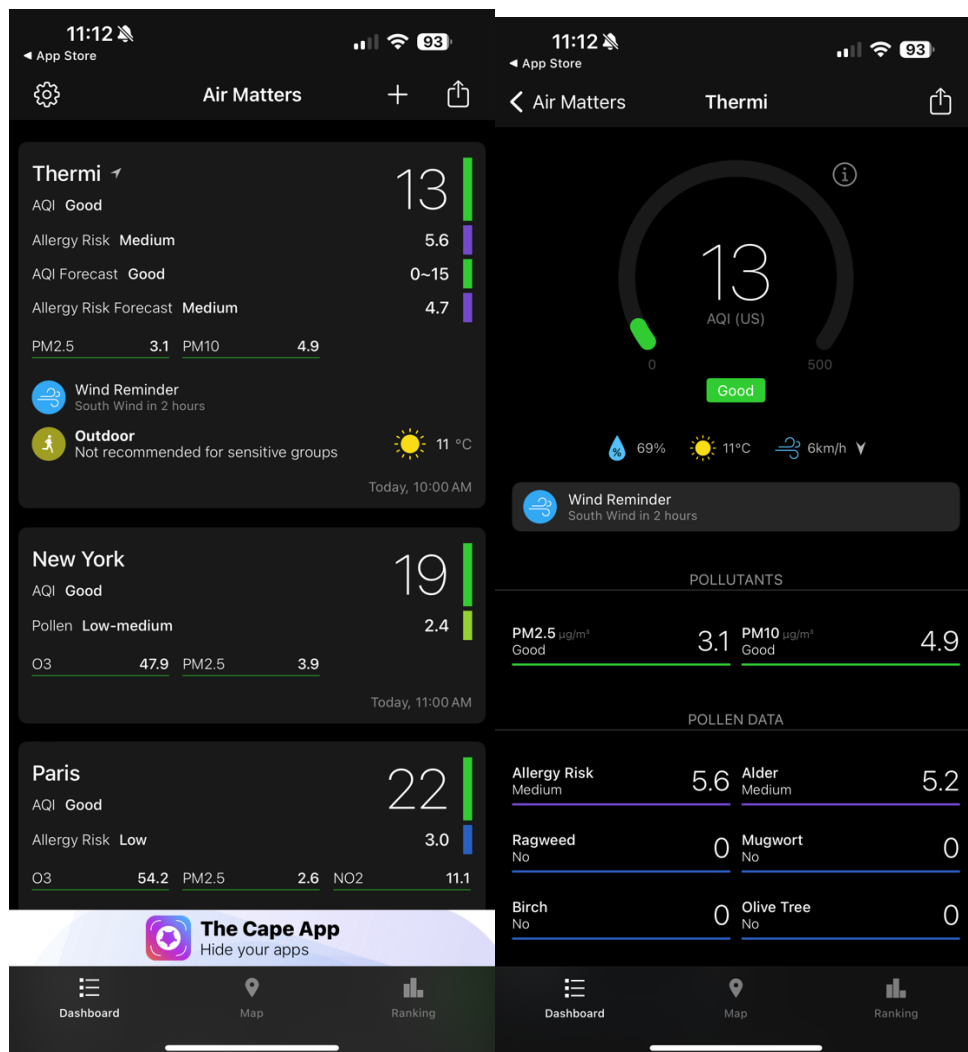 11:12
93
App Store
Air Matters
Thermi
13
AQI Good
Allergy Risk Medium 5.6
AQI Forecast Good 0~15
Allergy Risk Forecast Medium 4.7
PM2.5 3.1 PM10 4.9
Wind Reminder
South Wind in 2 hours
Outdoor
Not recommended for sensitive groups
11 °C
Today, 10:00 AM
New York
19
AQI Good
Pollen Low-medium 2.4
O3 47.9 PM2.5 3.9
Today, 11:00 AM
Paris
22
AQI Good
Allergy Risk Low 3.0
O3 54.2 PM2.5 2.6 NO2 11.1
The Cape App
Hide your apps
Dashboard Map Ranking
11:12
93
App Store
Air Matters Thermi
13
AQI (US)
0 500
Good
% 69% 11°C 6km/h
Wind Reminder
South Wind in 2 hours
POLLUTANTS
PM2.5 µg/m³ 3.1 PM10 µg/m³ 4.9
Good Good
POLLEN DATA
Allergy Risk 5.6 Alder 5.2
Medium Medium
Ragweed 0 Mugwort 0
No No
Birch 0 Olive Tree 0
No No
Dashboard Map Ranking